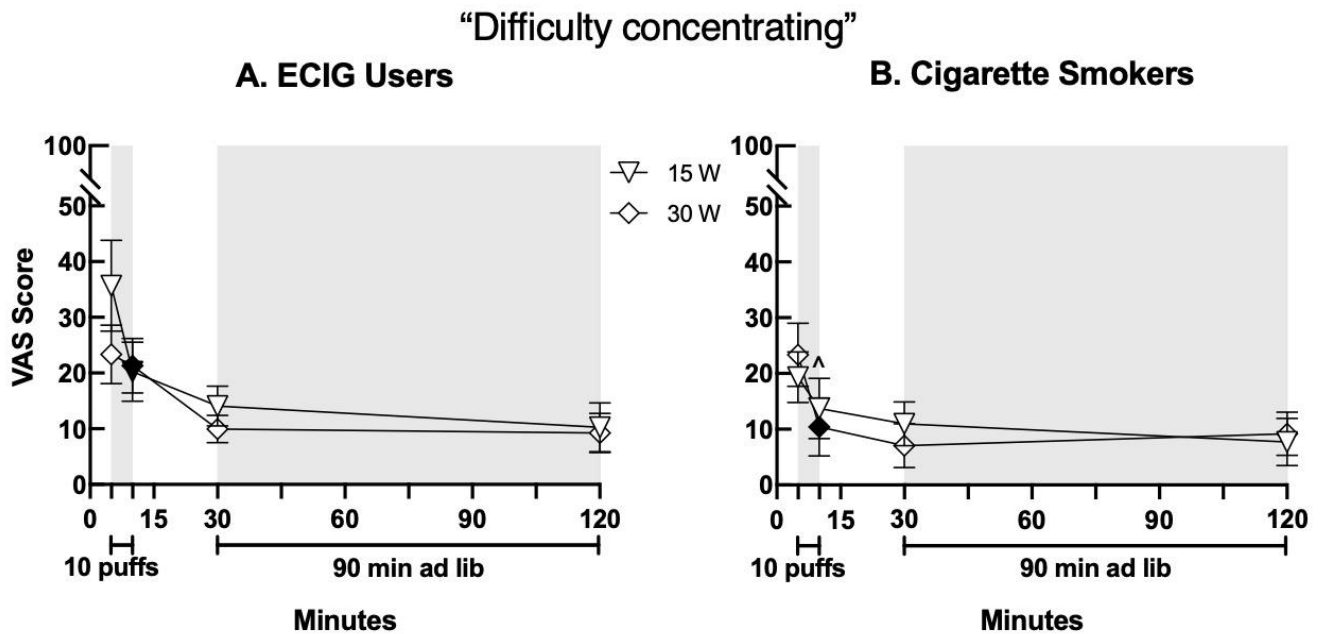 “Difficulty concentrating”
A. ECIG Users
B. Cigarette Smokers
VAS Score
100
50
40
30
20
10
0
0 15 30 60 90 120
10 puffs 90 min ad lib
Minutes
15 W
30 W
100
50
40
30
20
10
0
^
0 15 30 60 90 120
10 puffs 90 min ad lib
Minutes